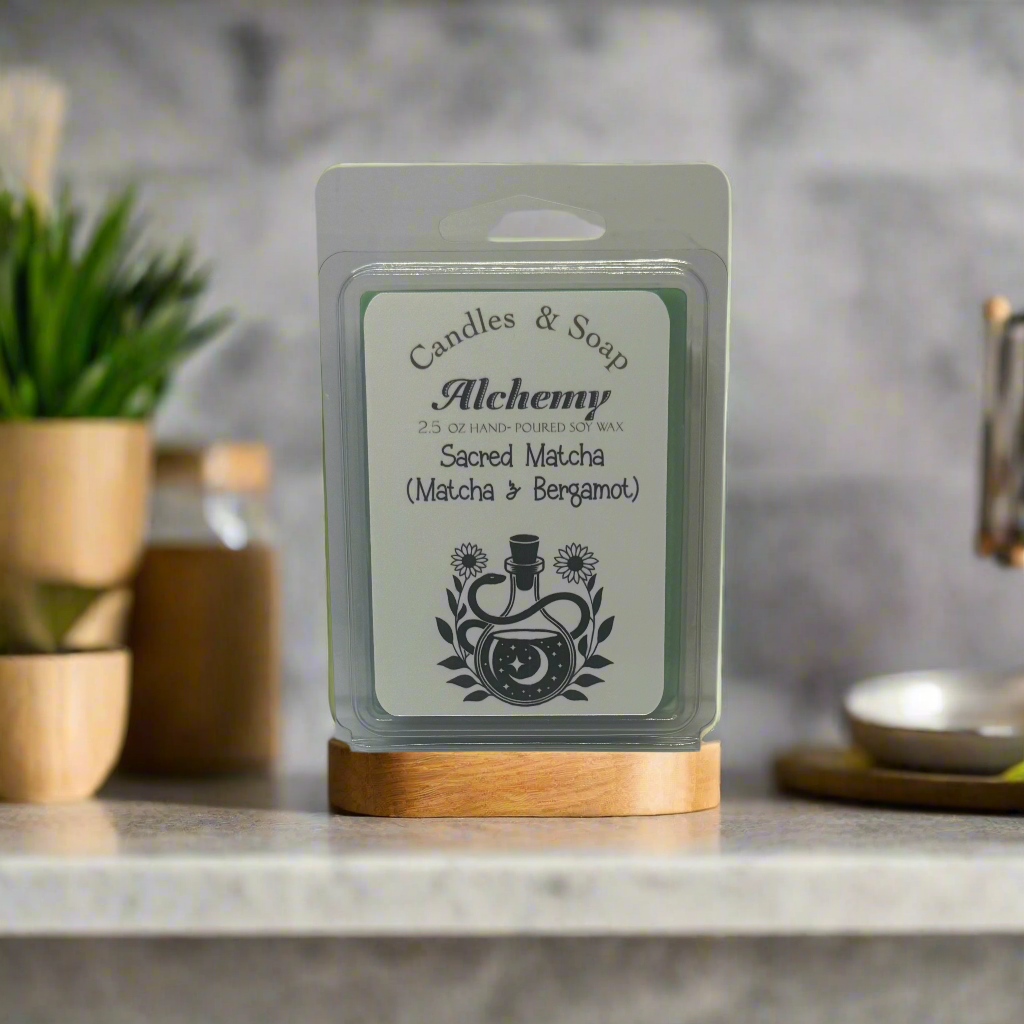 Candles & Soap
Alchemy
2.5 OZ HAND-POURED SOY WAX
Sacred Matcha
(Matcha & Bergamot)